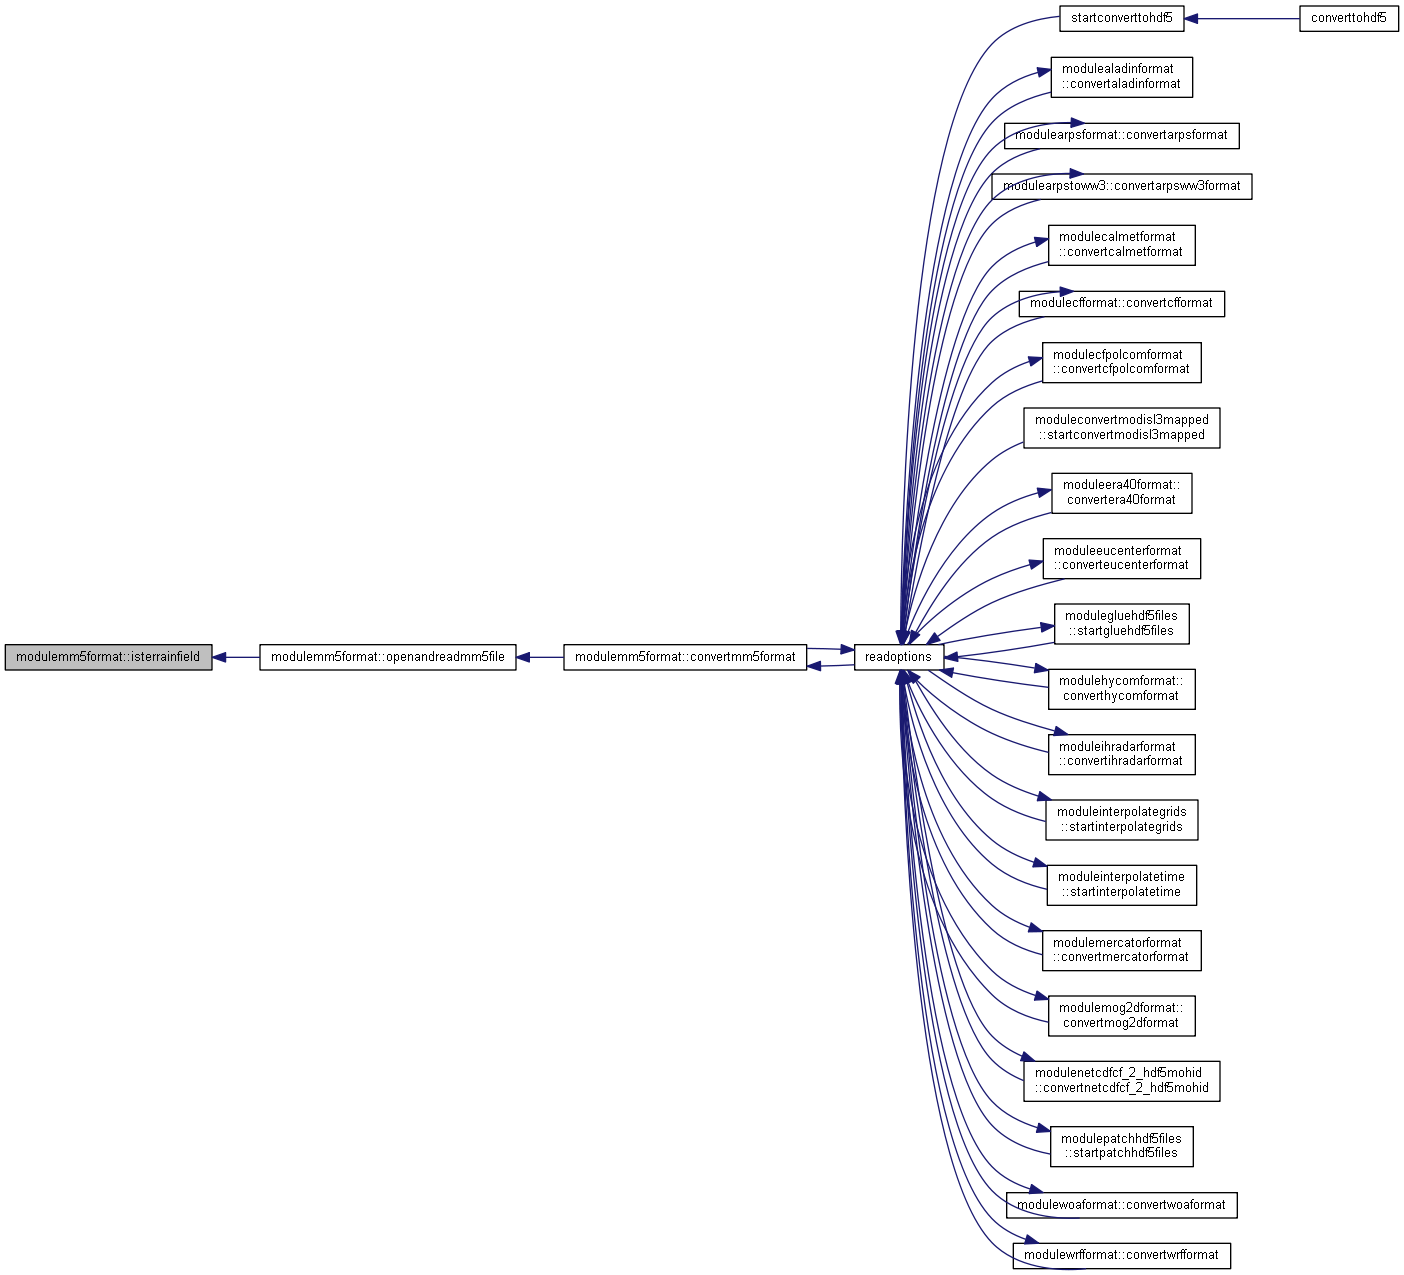 startconverttohdf5
converttohdf5
modulealadinformat
::convertaladinformat
modulearpsformat::convertarpsformat
modulearpstoww3::convertarpsww3format
modulecalmetformat
::convertcalmetformat
modulecfformat::convertcfformat
modulecfpolcomformat
::convertcfpolcomformat
moduleconvertmodisl3mapped
::startconvertmodisl3mapped
moduleera40format::
convertera40format
moduleeucenterformat
::converteucenterformat
modulegluehdf5files
::startgluehdf5files
modulemm5format::isterrainfield
modulemm5format::openandreadmm5file
modulemm5format::convertmm5format
readoptions
modulehycomformat::
converthycomformat
moduleihradarformat
::convertihradarformat
moduleinterpolategrids
::startinterpolategrids
moduleinterpolatetime
::startinterpolatetime
modulemercatorformat
::convertmercatorformat
modulemog2dformat::
convertmog2dformat
modulenetcdfcf_2_hdf5mohid
::convertnetcdfcf_2_hdf5mohid
modulepatchhdf5files
::startpatchhdf5files
modulewoaformat::convertwoaformat
modulewrfformat::convertwrfformat